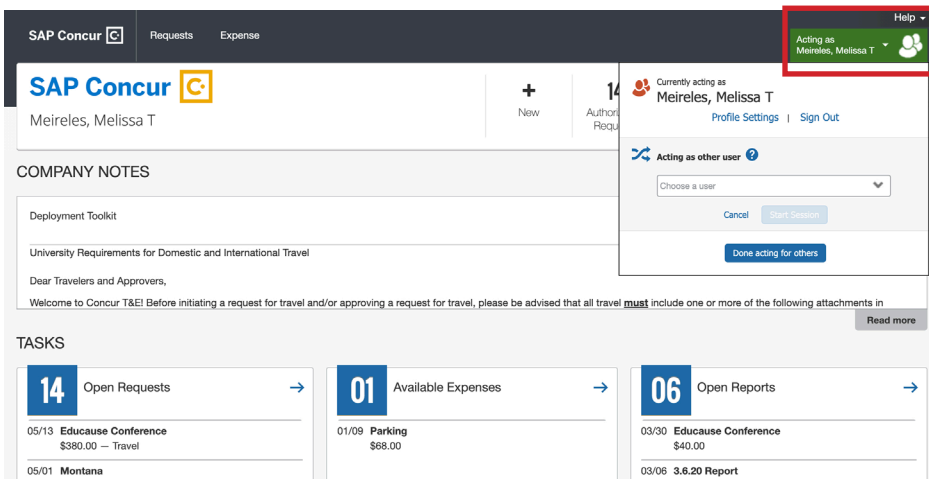 Help
SAP Concur C.
Requests
Expense
Acting as
Meireles, Melissa T
SAP Concur C.
Meireles, Melissa T
+
New
14
Requ
Currently acting as
Meireles, Melissa T
Profile Settings | Sign Out
Acting as other user ?
Choose a user
Cancel
Start Session
Done acting for others
COMPANY NOTES
Deployment Toolkit
University Requirements for Domestic and International Travel
Dear Travelers and Approvers,
Welcome to Concur T&E! Before initiating a request for travel and/or approving a request for travel, please be advised that all travel must include one or more of the following attachments in
Read more
TASKS
14 Open Requests
05/13 Educause Conference
$380.00 — Travel
05/01 Montana
01 Available Expenses
01/09 Parking
$68.00
06 Open Reports
03/30 Educause Conference
$40.00
03/06 3.6.20 Report